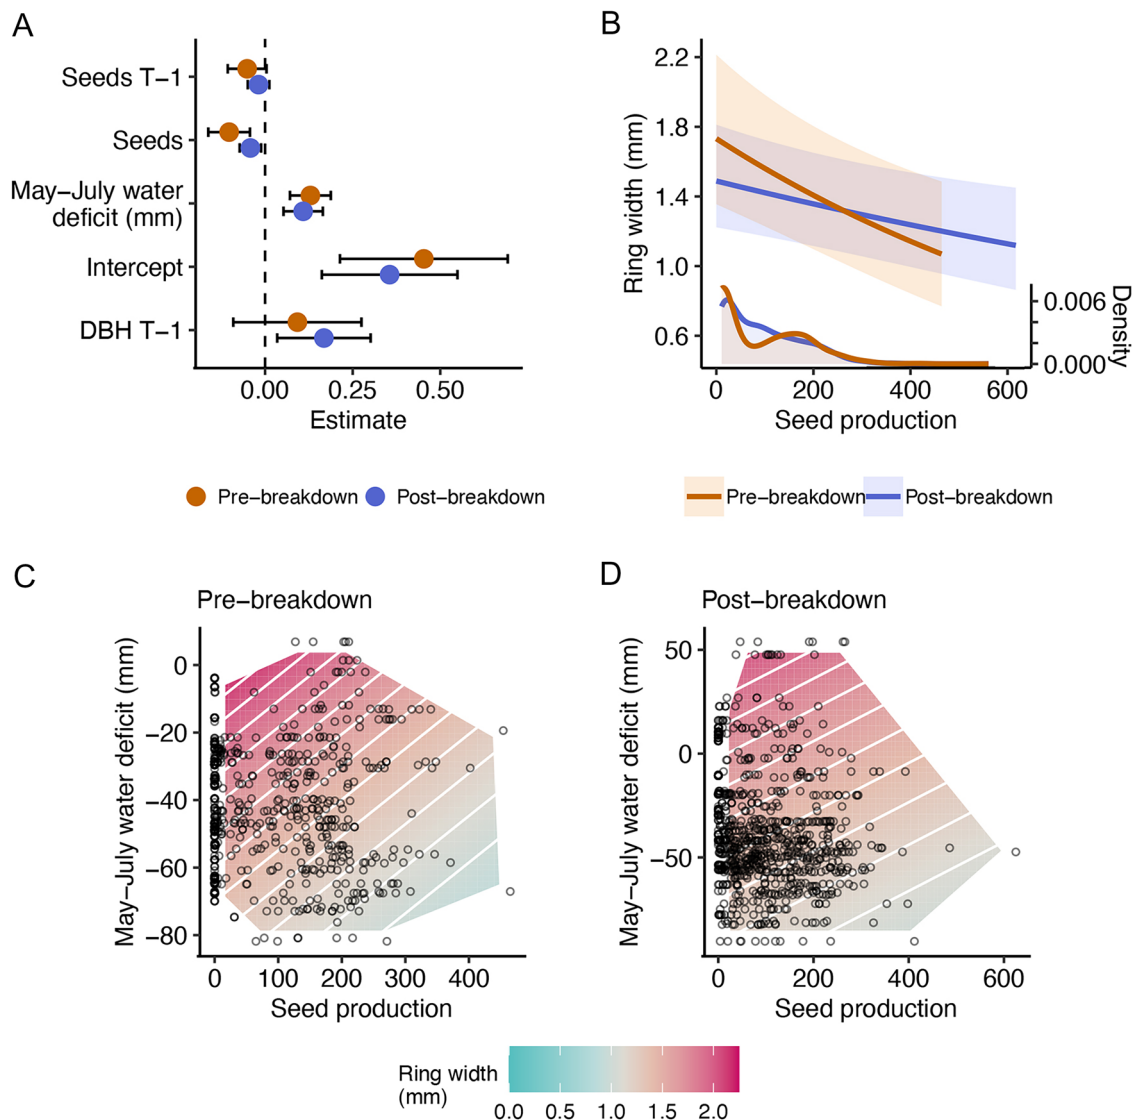 A
Seeds T−1
Seeds
May−July water
deficit (mm)
Intercept
DBH T−1
0.00 0.25 0.50
Estimate
Pre−breakdown Post−breakdown
B
2.2
1.8
1.4
1.0
0.6
Ring width (mm)
0.006
0.000
Density
0 200 400 600
Seed production
Pre−breakdown Post−breakdown
C
Pre−breakdown
0
−20
−40
−60
−80
May−July water deficit (mm)
0 100 200 300 400
Seed production
D
Post−breakdown
50
0
−50
May−July water deficit (mm)
0 200 400 600
Seed production
Ring width
(mm)
0.0 0.5 1.0 1.5 2.0